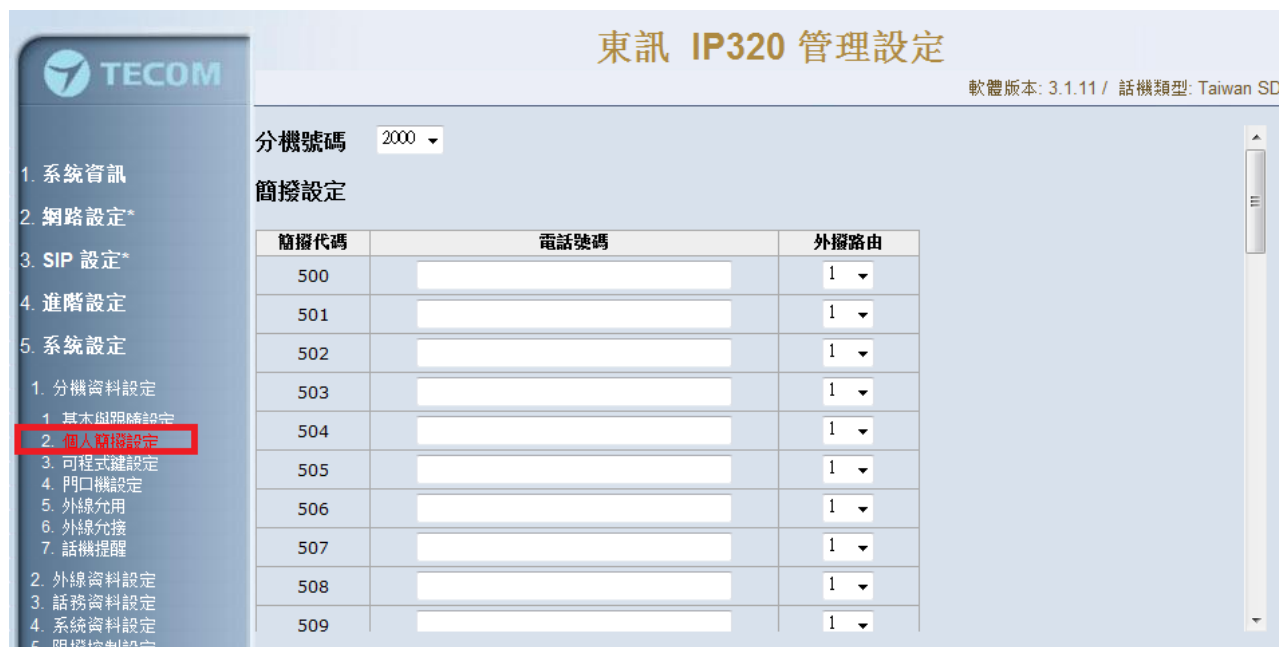 TECOM
東訊 IP320 管理設定
軟體版本: 3.1.11 / 話機類型: Taiwan SD
1. 系統資訊
2. 網路設定*
3. SIP 設定*
4. 進階設定
5. 系統設定
1. 分機資料設定
1. 基本與跟隨設定
2. 個人簡撥設定
3. 可程式鍵設定
4. 門口機設定
5. 外線允用
6. 外線允接
7. 話機提醒
2. 外線資料設定
3. 話務資料設定
4. 系統資料設定
5. 阻撥控制設定
分機號碼 2000
簡撥設定
簡撥代碼 電話號碼 外撥路由
500 1
501 1
502 1
503 1
504 1
505 1
506 1
507 1
508 1
509 1